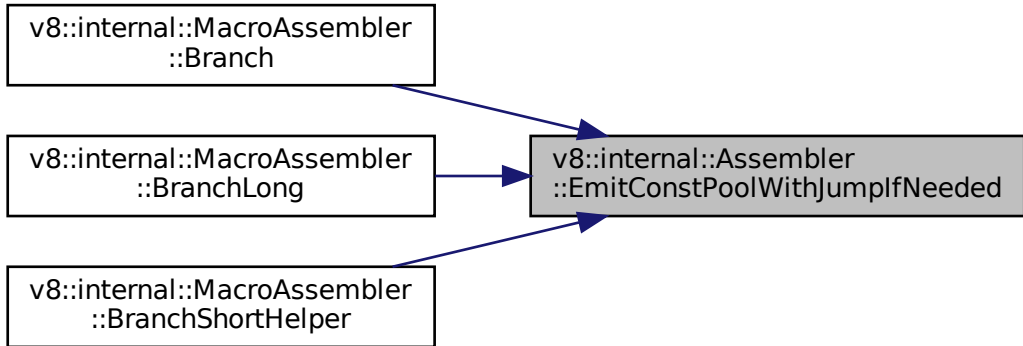 v8::internal::MacroAssembler
::Branch
v8::internal::MacroAssembler
::BranchLong
v8::internal::MacroAssembler
::BranchShortHelper
v8::internal::Assembler
::EmitConstPoolWithJumpIfNeeded